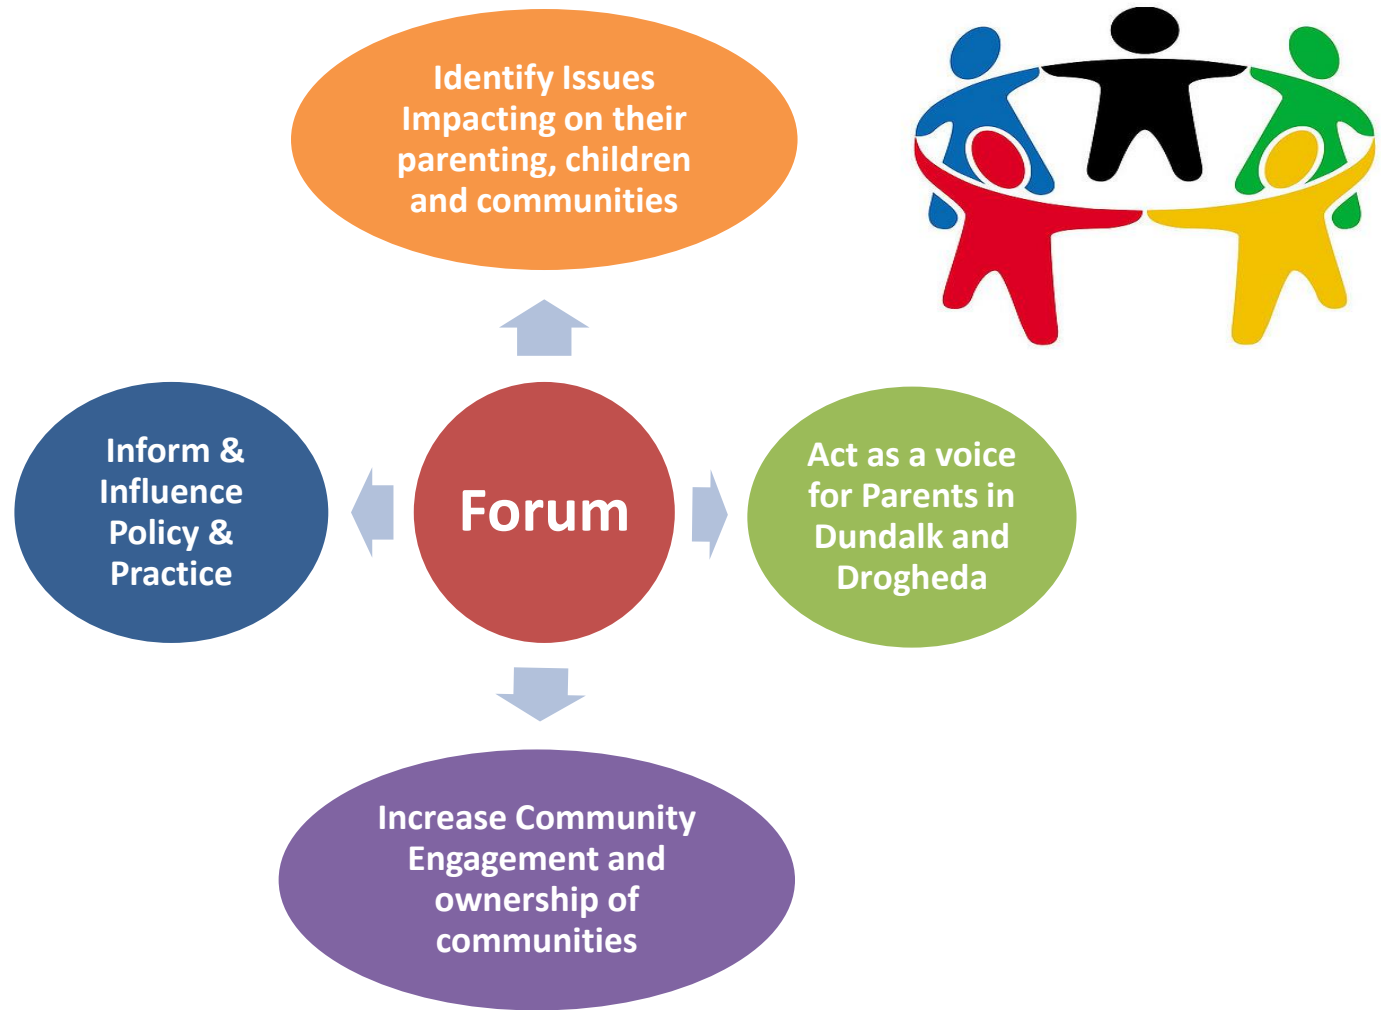 Identify Issues
Impacting on their
parenting, children
and communities
Inform &
Influence
Policy &
Practice
Forum
Act as a voice
for Parents in
Dundalk and
Drogheda
Increase Community
Engagement and
ownership of
communities